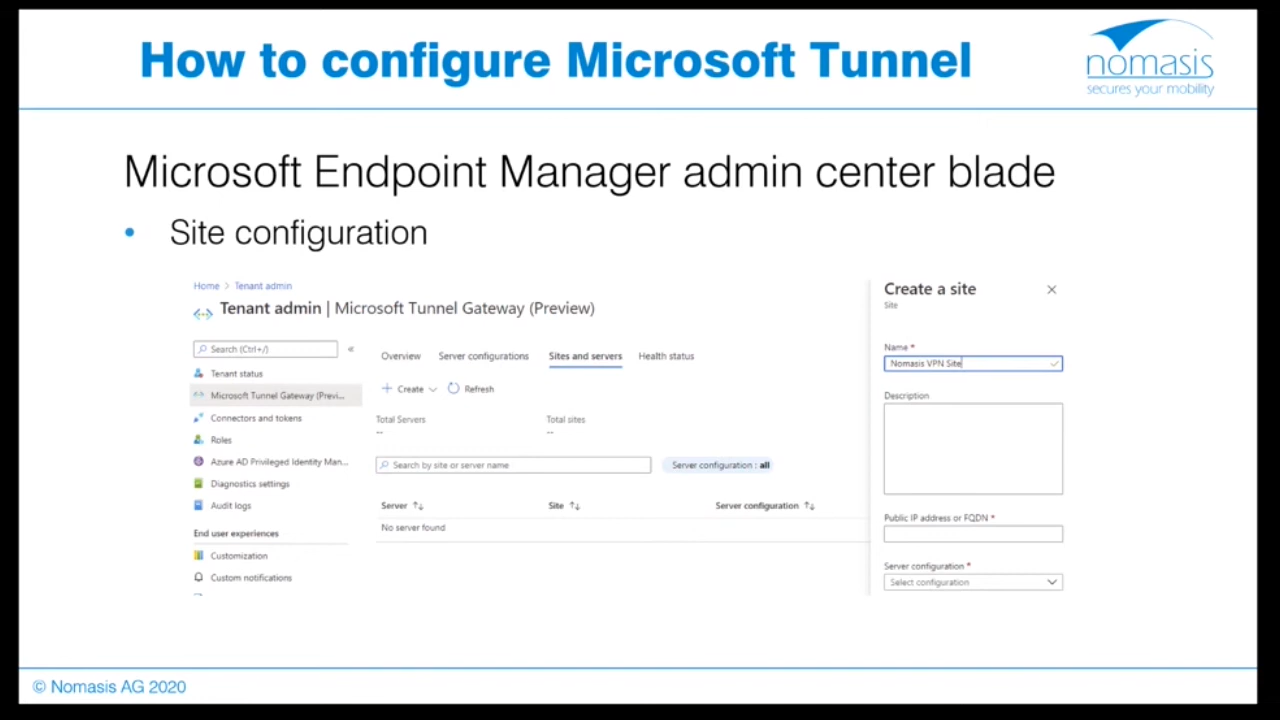 How to configure Microsoft Tunnel
nomasis
secures your mobility
Microsoft Endpoint Manager admin center blade
• Site configuration
Home > Tenant admin
Tenant admin | Microsoft Tunnel Gateway (Preview)
Search (Ctrl+/)
«
Tenant status
Microsoft Tunnel Gateway (Previ...
Connectors and tokens
Roles
Azure AD Privileged Identity Man...
Diagnostics settings
Audit logs
End user experiences
Customization
Custom notifications
Overview Server configurations Sites and servers Health status
+ Create Refresh
Total Servers Total sites
-- --
Search by site or server name Server configuration : all
Server ↑↓ Site ↑↓ Server configuration ↑↓
No server found
Create a site
Site
Name *
Nomasis VPN Site
Description
Public IP address or FQDN *
Server configuration *
Select configuration
© Nomasis AG 2020